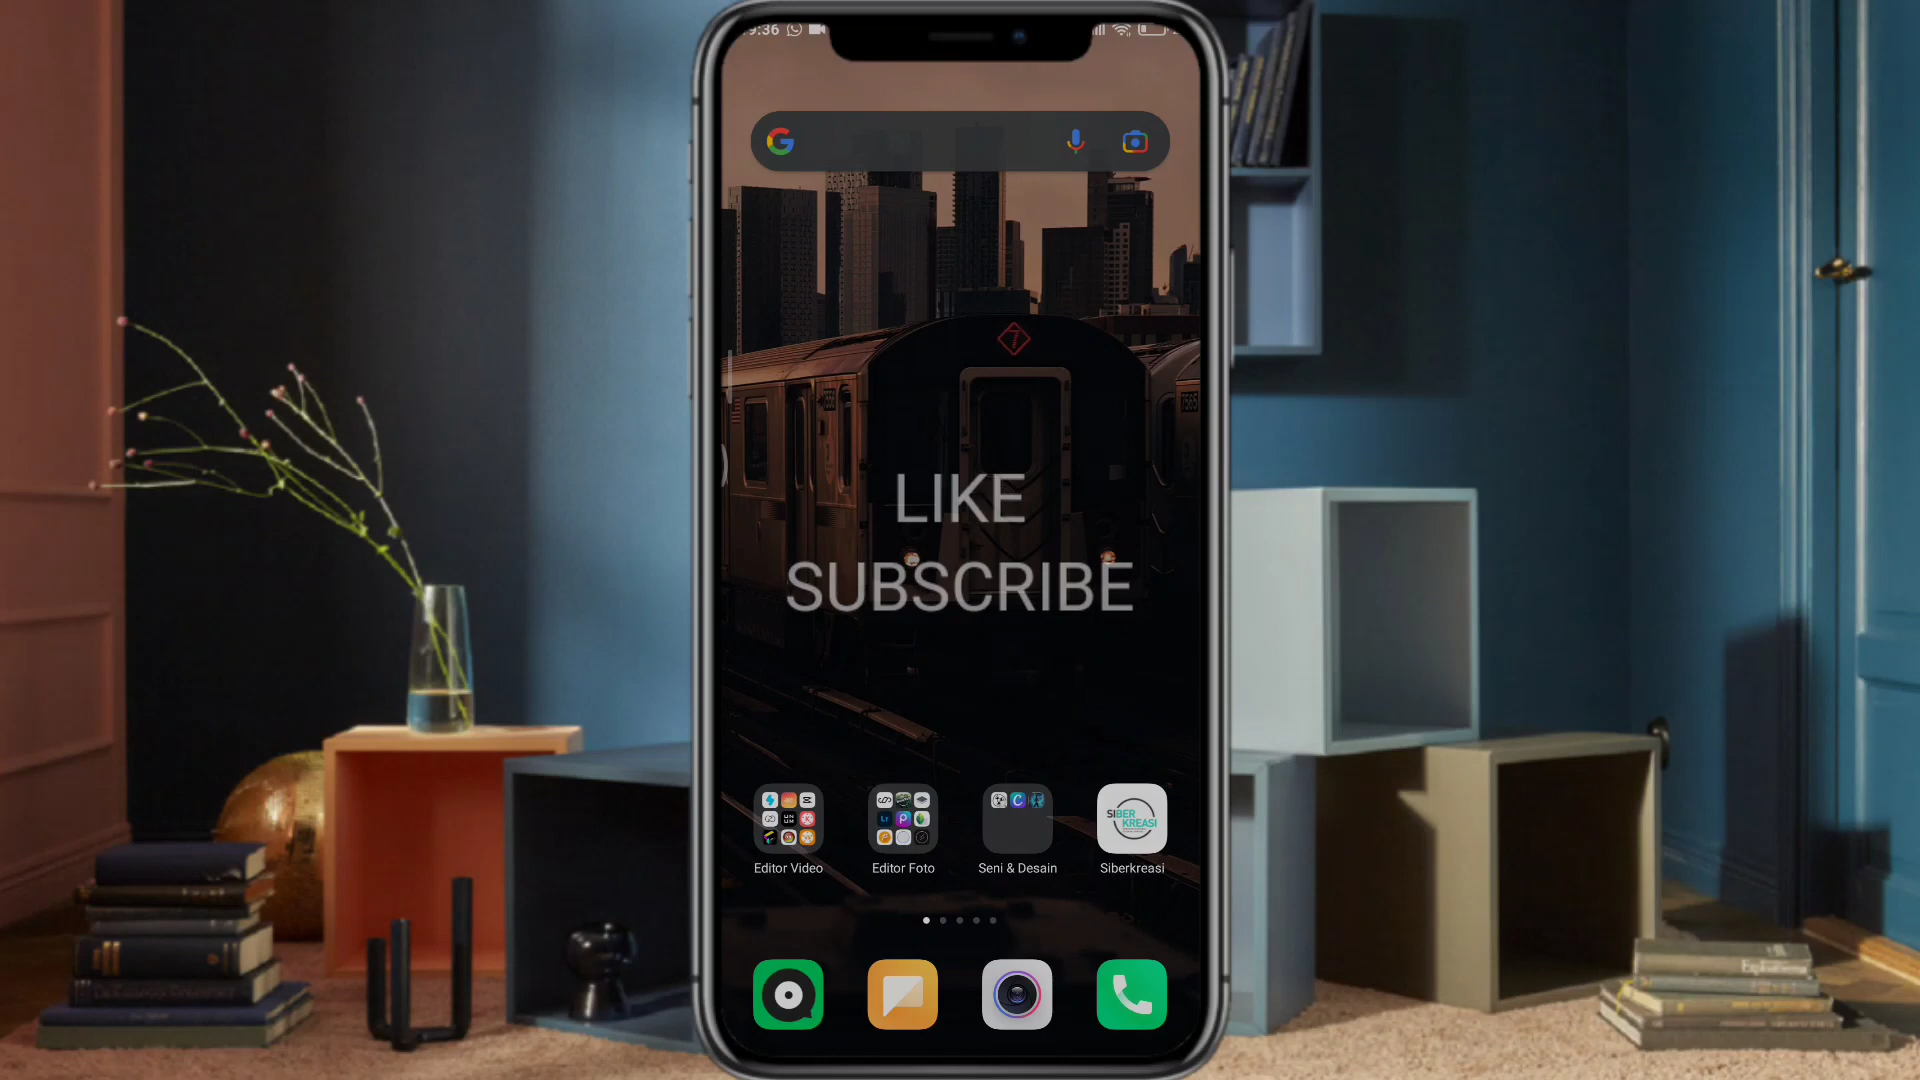 9:36
LIKE
SUBSCRIBE
SIBER
KREASI
Editor Video
Editor Foto
Seni & Desain
Siberkreasi